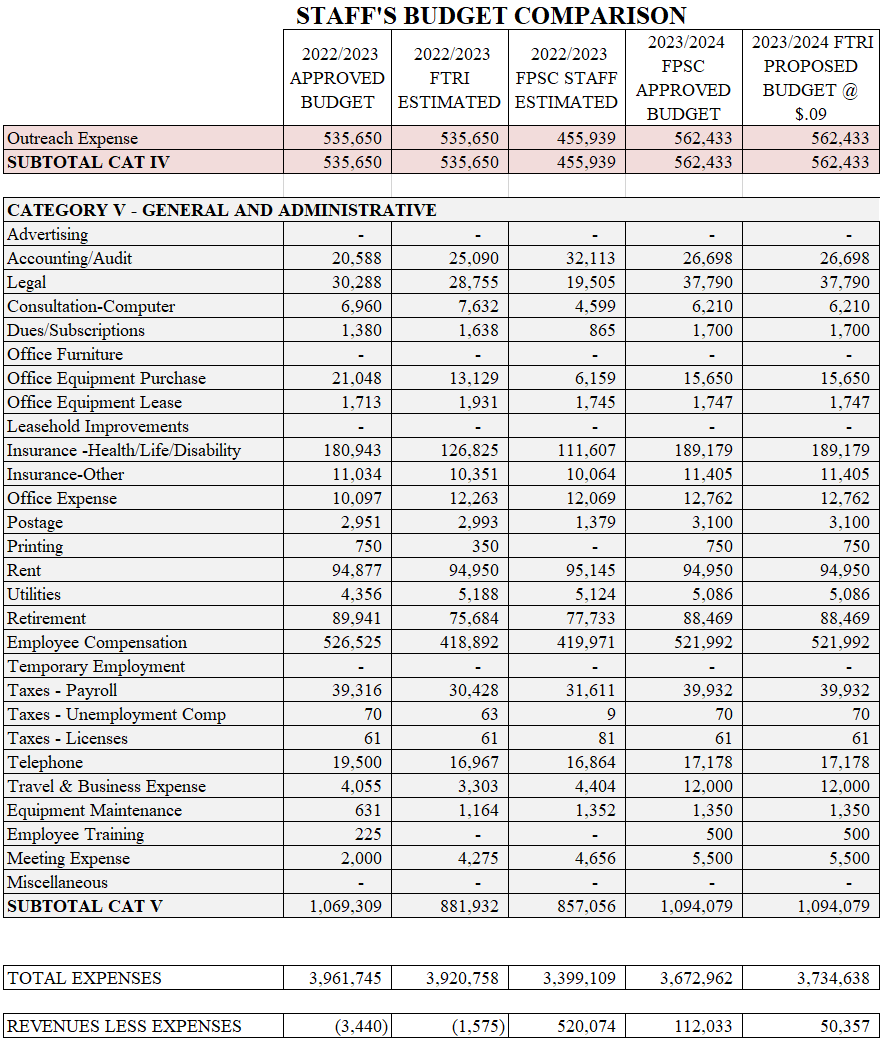 STAFF'S BUDGET COMPARISON
2022/2023 APPROVED BUDGET 2022/2023 FTRI ESTIMATED 2022/2023 FPSC STAFF ESTIMATED 2023/2024 FPSC APPROVED BUDGET 2023/2024 FTRI PROPOSED BUDGET @ $.09
Outreach Expense 535,650 535,650 455,939 562,433 562,433
SUBTOTAL CAT IV 535,650 535,650 455,939 562,433 562,433
CATEGORY V - GENERAL AND ADMINISTRATIVE
Advertising - - - - -
Accounting/Audit 20,588 25,090 32,113 26,698 26,698
Legal 30,288 28,755 19,505 37,790 37,790
Consultation-Computer 6,960 7,632 4,599 6,210 6,210
Dues/Subscriptions 1,380 1,638 865 1,700 1,700
Office Furniture - - - - -
Office Equipment Purchase 21,048 13,129 6,159 15,650 15,650
Office Equipment Lease 1,713 1,931 1,745 1,747 1,747
Leasehold Improvements - - - - -
Insurance -Health/Life/Disability 180,943 126,825 111,607 189,179 189,179
Insurance-Other 11,034 10,351 10,064 11,405 11,405
Office Expense 10,097 12,263 12,069 12,762 12,762
Postage 2,951 2,993 1,379 3,100 3,100
Printing 750 350 - 750 750
Rent 94,877 94,950 95,145 94,950 94,950
Utilities 4,356 5,188 5,124 5,086 5,086
Retirement 89,941 75,684 77,733 88,469 88,469
Employee Compensation 526,525 418,892 419,971 521,992 521,992
Temporary Employment - - - - -
Taxes - Payroll 39,316 30,428 31,611 39,932 39,932
Taxes - Unemployment Comp 70 63 9 70 70
Taxes - Licenses 61 61 81 61 61
Telephone 19,500 16,967 16,864 17,178 17,178
Travel & Business Expense 4,055 3,303 4,404 12,000 12,000
Equipment Maintenance 631 1,164 1,352 1,350 1,350
Employee Training 225 - - 500 500
Meeting Expense 2,000 4,275 4,656 5,500 5,500
Miscellaneous - - - - -
SUBTOTAL CAT V 1,069,309 881,932 857,056 1,094,079 1,094,079
TOTAL EXPENSES 3,961,745 3,920,758 3,399,109 3,672,962 3,734,638
REVENUES LESS EXPENSES (3,440) (1,575) 520,074 112,033 50,357